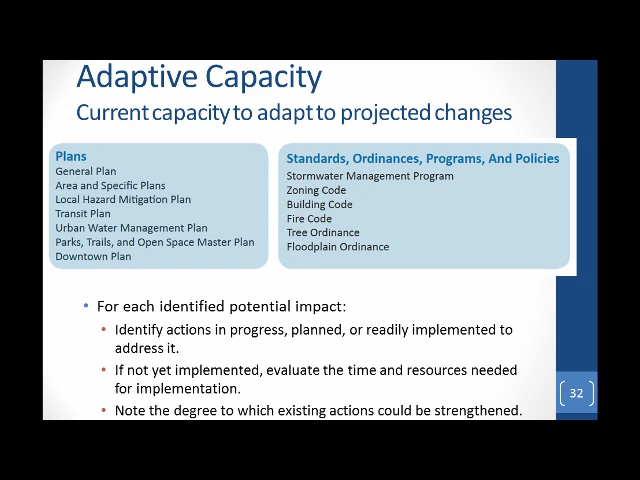 Adaptive Capacity
Current capacity to adapt to projected changes
Plans
General Plan
Area and Specific Plans
Local Hazard Mitigation Plan
Transit Plan
Urban Water Management Plan
Parks, Trails, and Open Space Master Plan
Downtown Plan
Standards, Ordinances, Programs, And Policies
Stormwater Management Program
Zoning Code
Building Code
Fire Code
Tree Ordinance
Floodplain Ordinance
• For each identified potential impact:
• Identify actions in progress, planned, or readily implemented to
address it.
• If not yet implemented, evaluate the time and resources needed
for implementation.
• Note the degree to which existing actions could be strengthened.
32